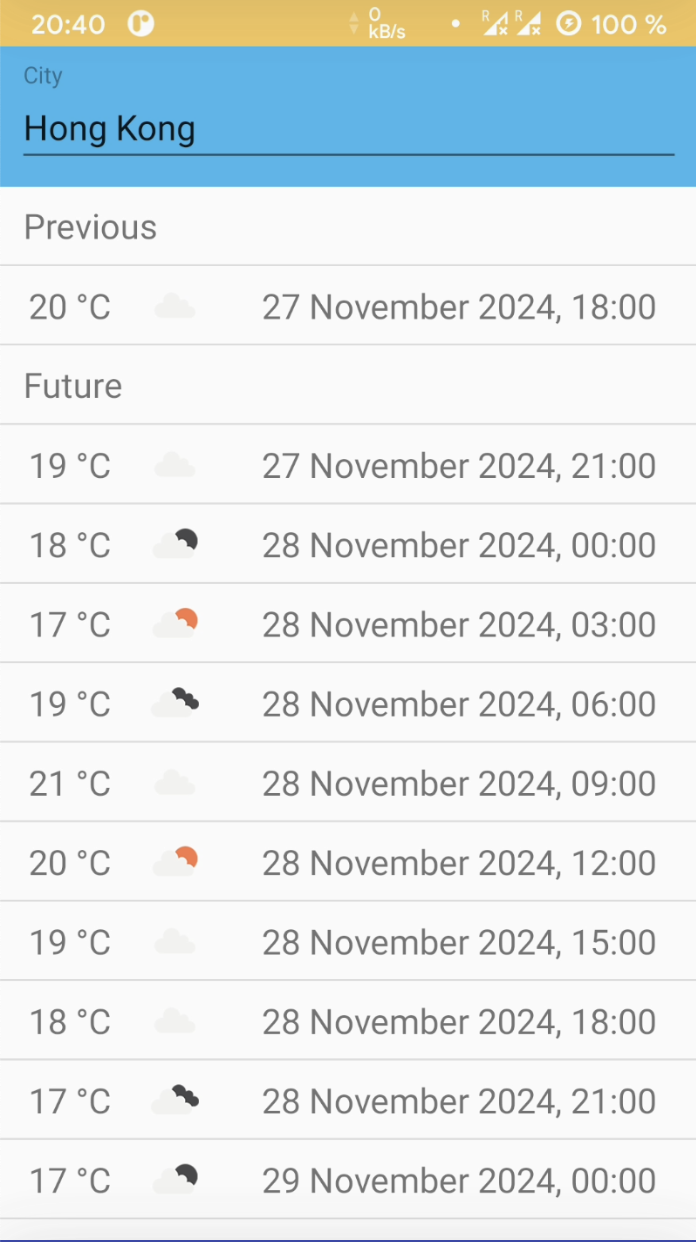 20:40 0 kB/s R R 100 %
City
Hong Kong
Previous
20 °C 27 November 2024, 18:00
Future
19 °C 27 November 2024, 21:00
18 °C 28 November 2024, 00:00
17 °C 28 November 2024, 03:00
19 °C 28 November 2024, 06:00
21 °C 28 November 2024, 09:00
20 °C 28 November 2024, 12:00
19 °C 28 November 2024, 15:00
18 °C 28 November 2024, 18:00
17 °C 28 November 2024, 21:00
17 °C 29 November 2024, 00:00